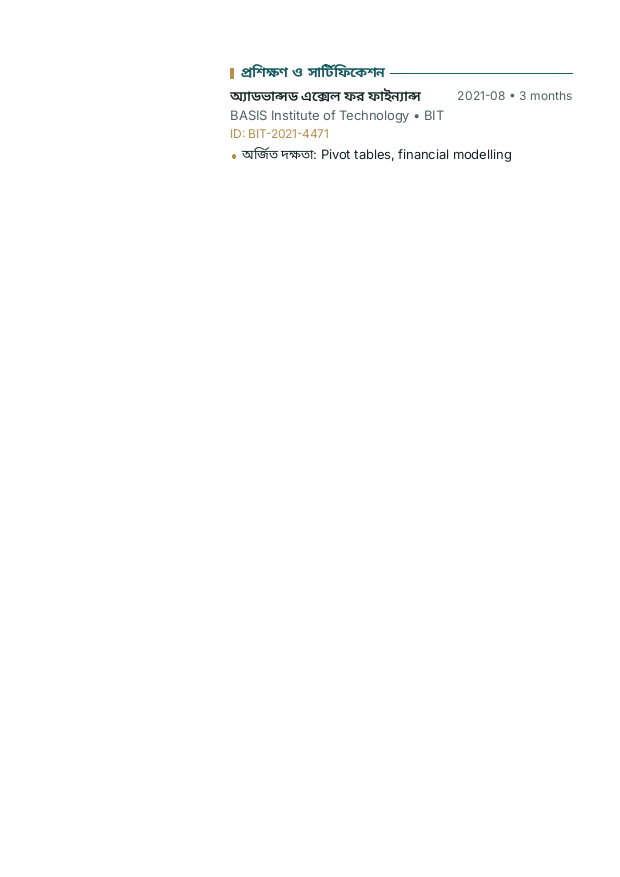 প্রশিক্ষণ ও সার্টিফিকেশন
অ্যাডভান্সড এক্সেল ফর ফাইন্যান্স 2021-08 • 3 months
BASIS Institute of Technology • BIT
ID: BIT-2021-4471
• অর্জিত দক্ষতা: Pivot tables, financial modelling